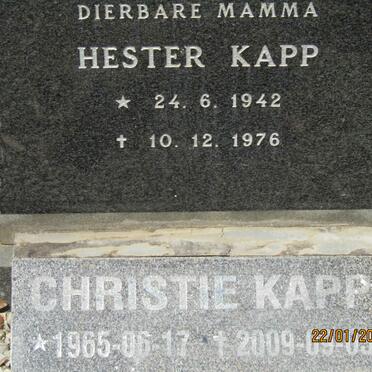 DIERBARE MAMMA
HESTER KAPP
★ 24. 6. 1942
✝ 10. 12. 1976
CHRISTIE KAPP
★1965-06-17 ✝2009-09-
22/01/20